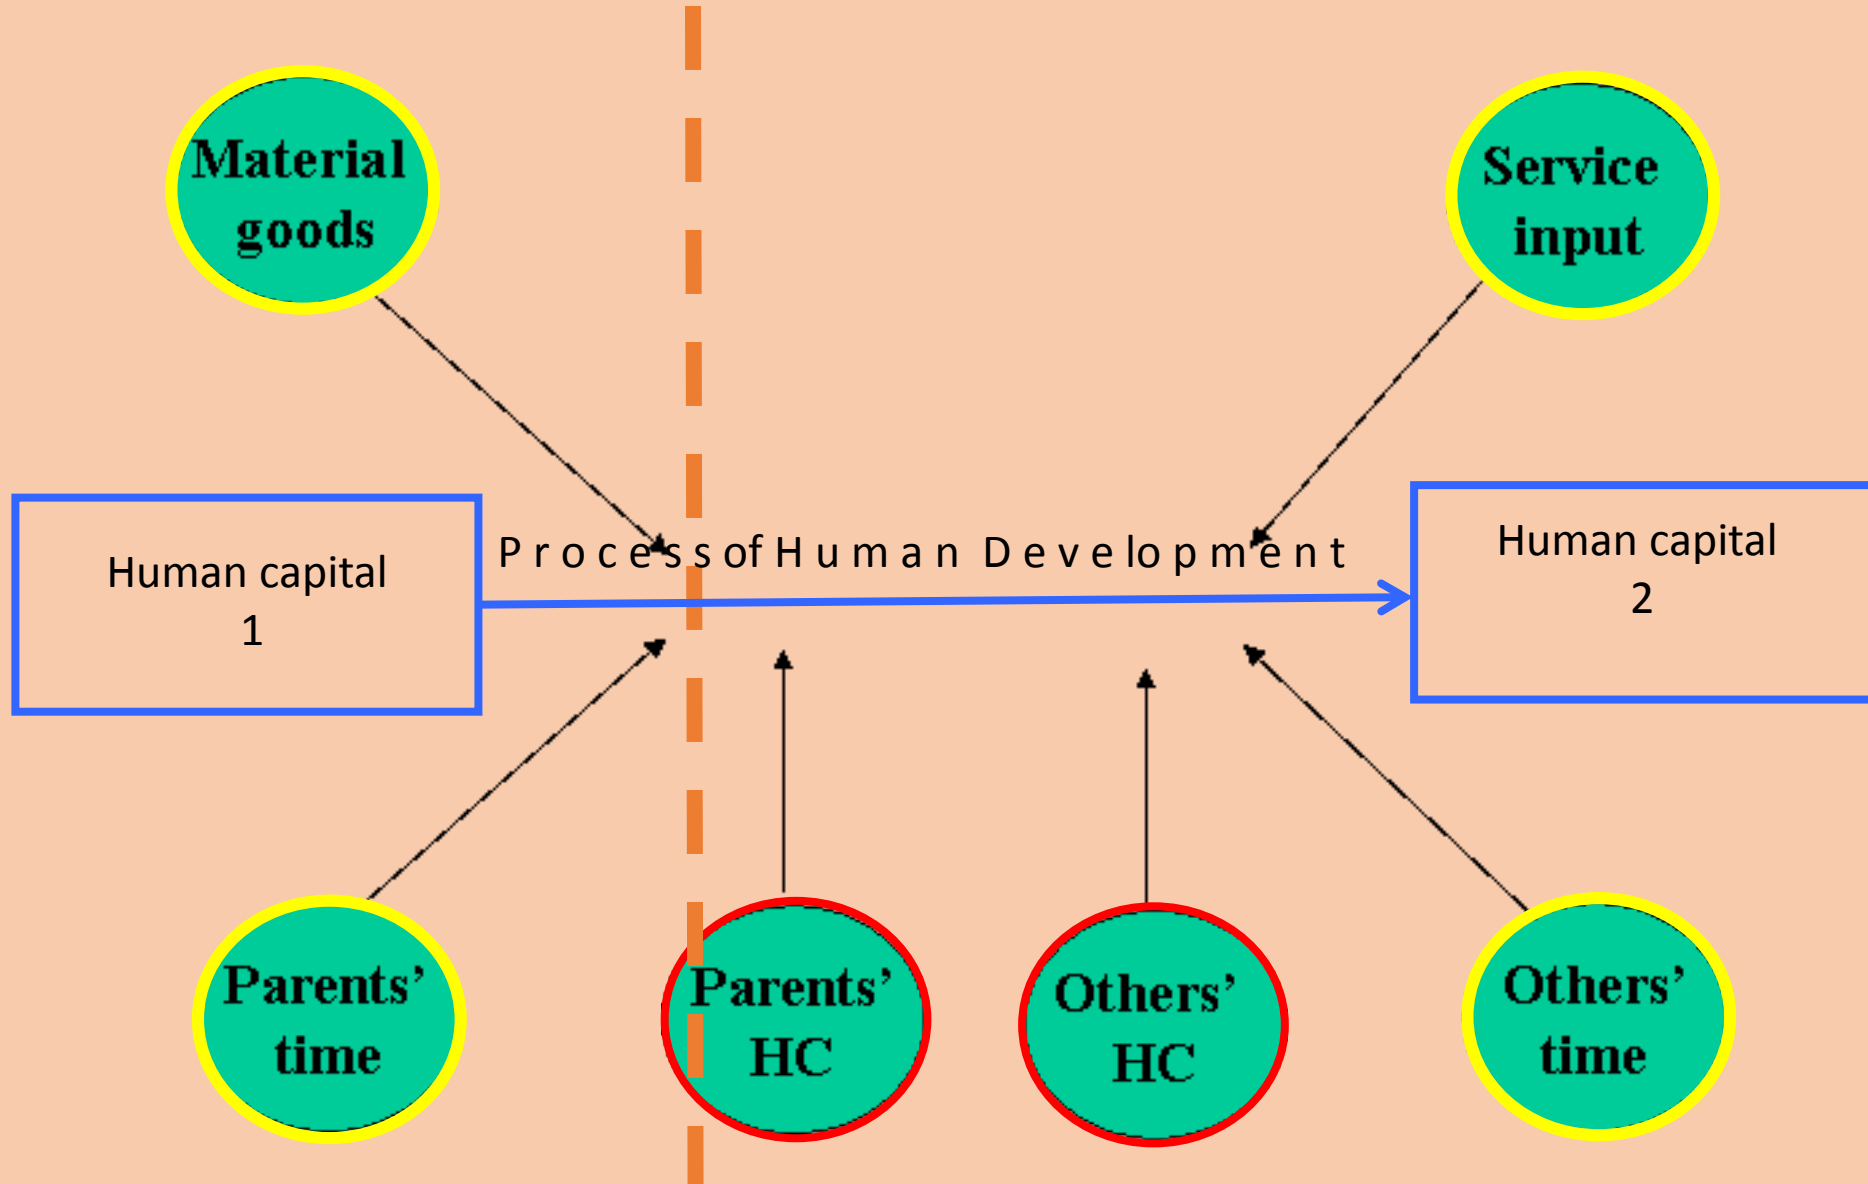 Material
goods
Service
input
Process of Human Development
Human capital
1
Human capital
2
Parents’
time
Parents’
HC
Others’
HC
Others’
time